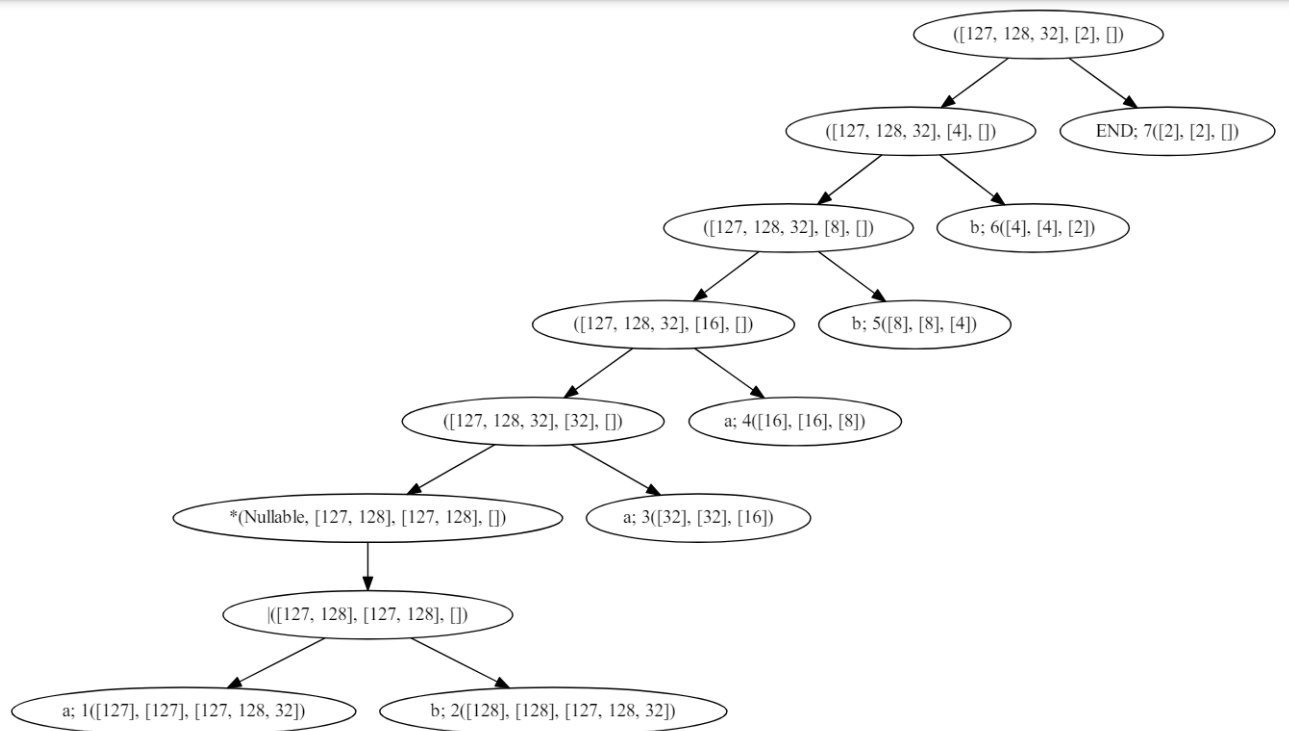 ([127, 128, 32], [2], [])
([127, 128, 32], [4], [])
END; 7([2], [2], [])
([127, 128, 32], [8], [])
b; 6([4], [4], [2])
([127, 128, 32], [16], [])
b; 5([8], [8], [4])
([127, 128, 32], [32], [])
a; 4([16], [16], [8])
*(Nullable, [127, 128], [127, 128], [])
a; 3([32], [32], [16])
|([127, 128], [127, 128], [])
a; 1([127], [127], [127, 128, 32])
b; 2([128], [128], [127, 128, 32])